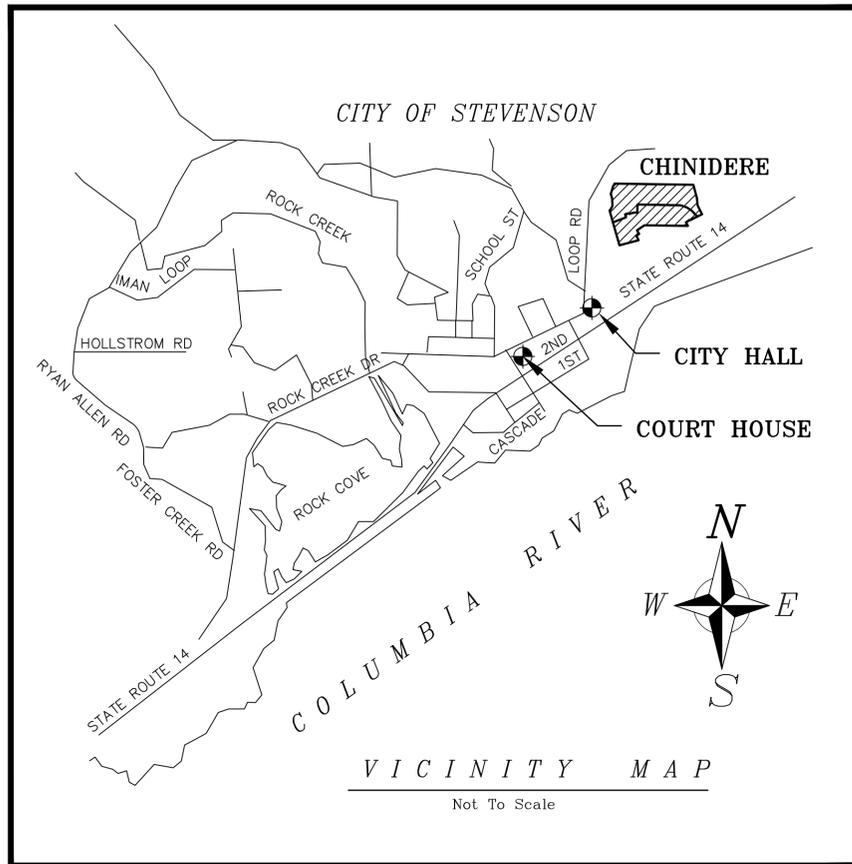 CITY OF STEVENSON
CHINIDERE
ROCK CREEK
SCHOOL ST
LOOP RD
STATE ROUTE 14
IMAN LOOP
HOLLSTROM RD
2ND
1ST
CITY HALL
RYAN ALLEN RD
ROCK CREEK DR
COURT HOUSE
CASCADE
FOSTER CREEK RD
ROCK COVE
COLUMBIA RIVER
N
W
E
S
STATE ROUTE 14
VICINITY MAP
Not To Scale